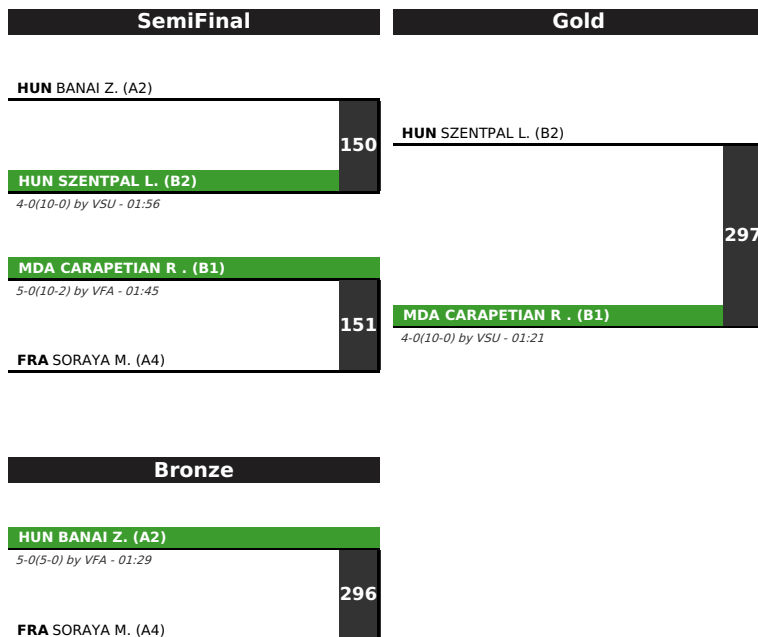 SemiFinal
HUN BANAI Z. (A2)
150
HUN SZENTPAL L. (B2)
4-0(10-0) by VSU - 01:56
MDA CARAPETIAN R . (B1)
5-0(10-2) by VFA - 01:45
151
FRA SORAYA M. (A4)
Gold
HUN SZENTPAL L. (B2)
297
MDA CARAPETIAN R . (B1)
4-0(10-0) by VSU - 01:21
Bronze
HUN BANAI Z. (A2)
5-0(5-0) by VFA - 01:29
296
FRA SORAYA M. (A4)